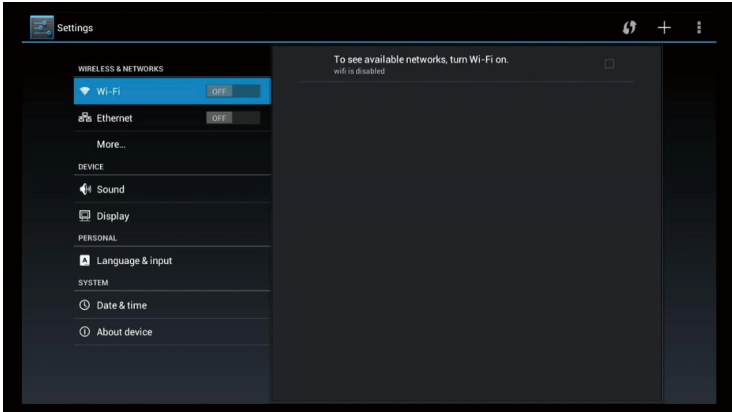 Settings
WIRELESS & NETWORKS
Wi-Fi OFF
Ethernet OFF
More...
DEVICE
Sound
Display
PERSONAL
A Language & input
SYSTEM
Date & time
About device
To see available networks, turn Wi-Fi on.
wifi is disabled